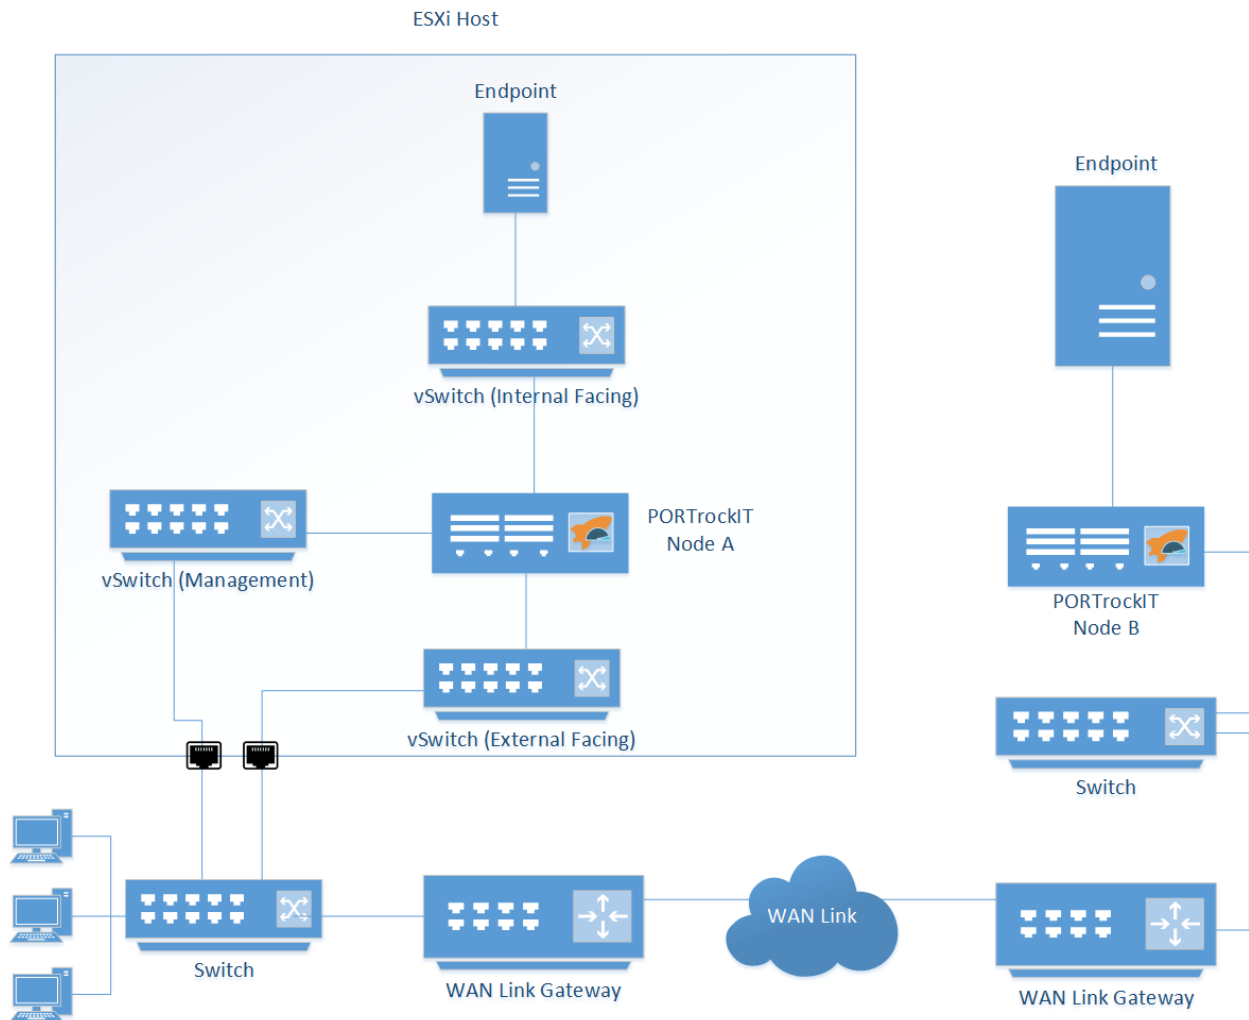 ESXi Host
Endpoint
Endpoint
vSwitch (Internal Facing)
PORTrockIT
Node A
vSwitch (Management)
PORTrockIT
Node B
vSwitch (External Facing)
Switch
WAN Link
Switch
WAN Link Gateway
WAN Link Gateway